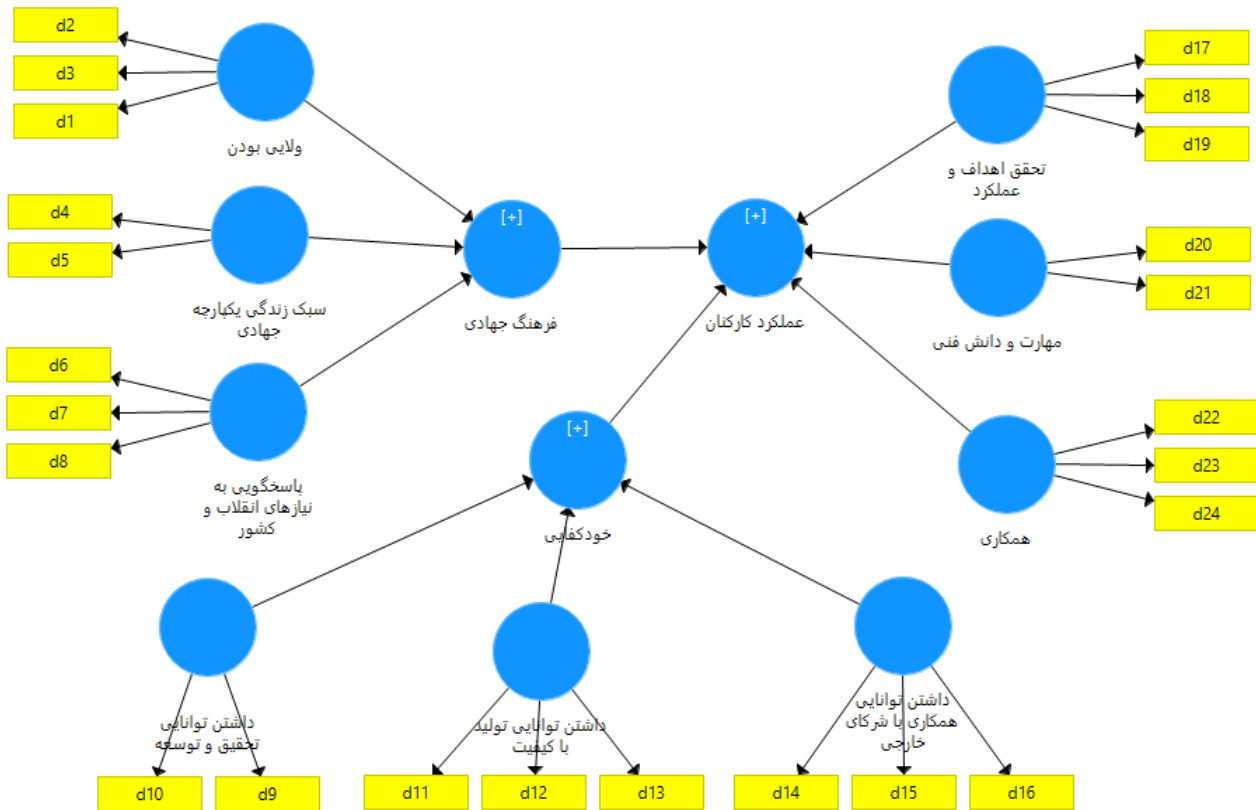 d2
d3
d1
ولایی بودن
d4
d5
سبک زندگی یکپارچه
جهادی
d6
d7
d8
پاسخگویی به
نیازهای انقلاب و
کشور
[+]
فرهنگ جهادی
[+]
عملکرد کارکنان
d17
d18
d19
تحقق اهداف و
عملکرد
d20
d21
مهارت و دانش فنی
d22
d23
d24
همکاری
[+]
خودکفایی
داشتن توانایی
تحقیق و توسعه
d10
d9
داشتن توانایی تولید
با کیفیت
d11
d12
d13
داشتن توانایی
همکاری با شرکای
خارجی
d14
d15
d16